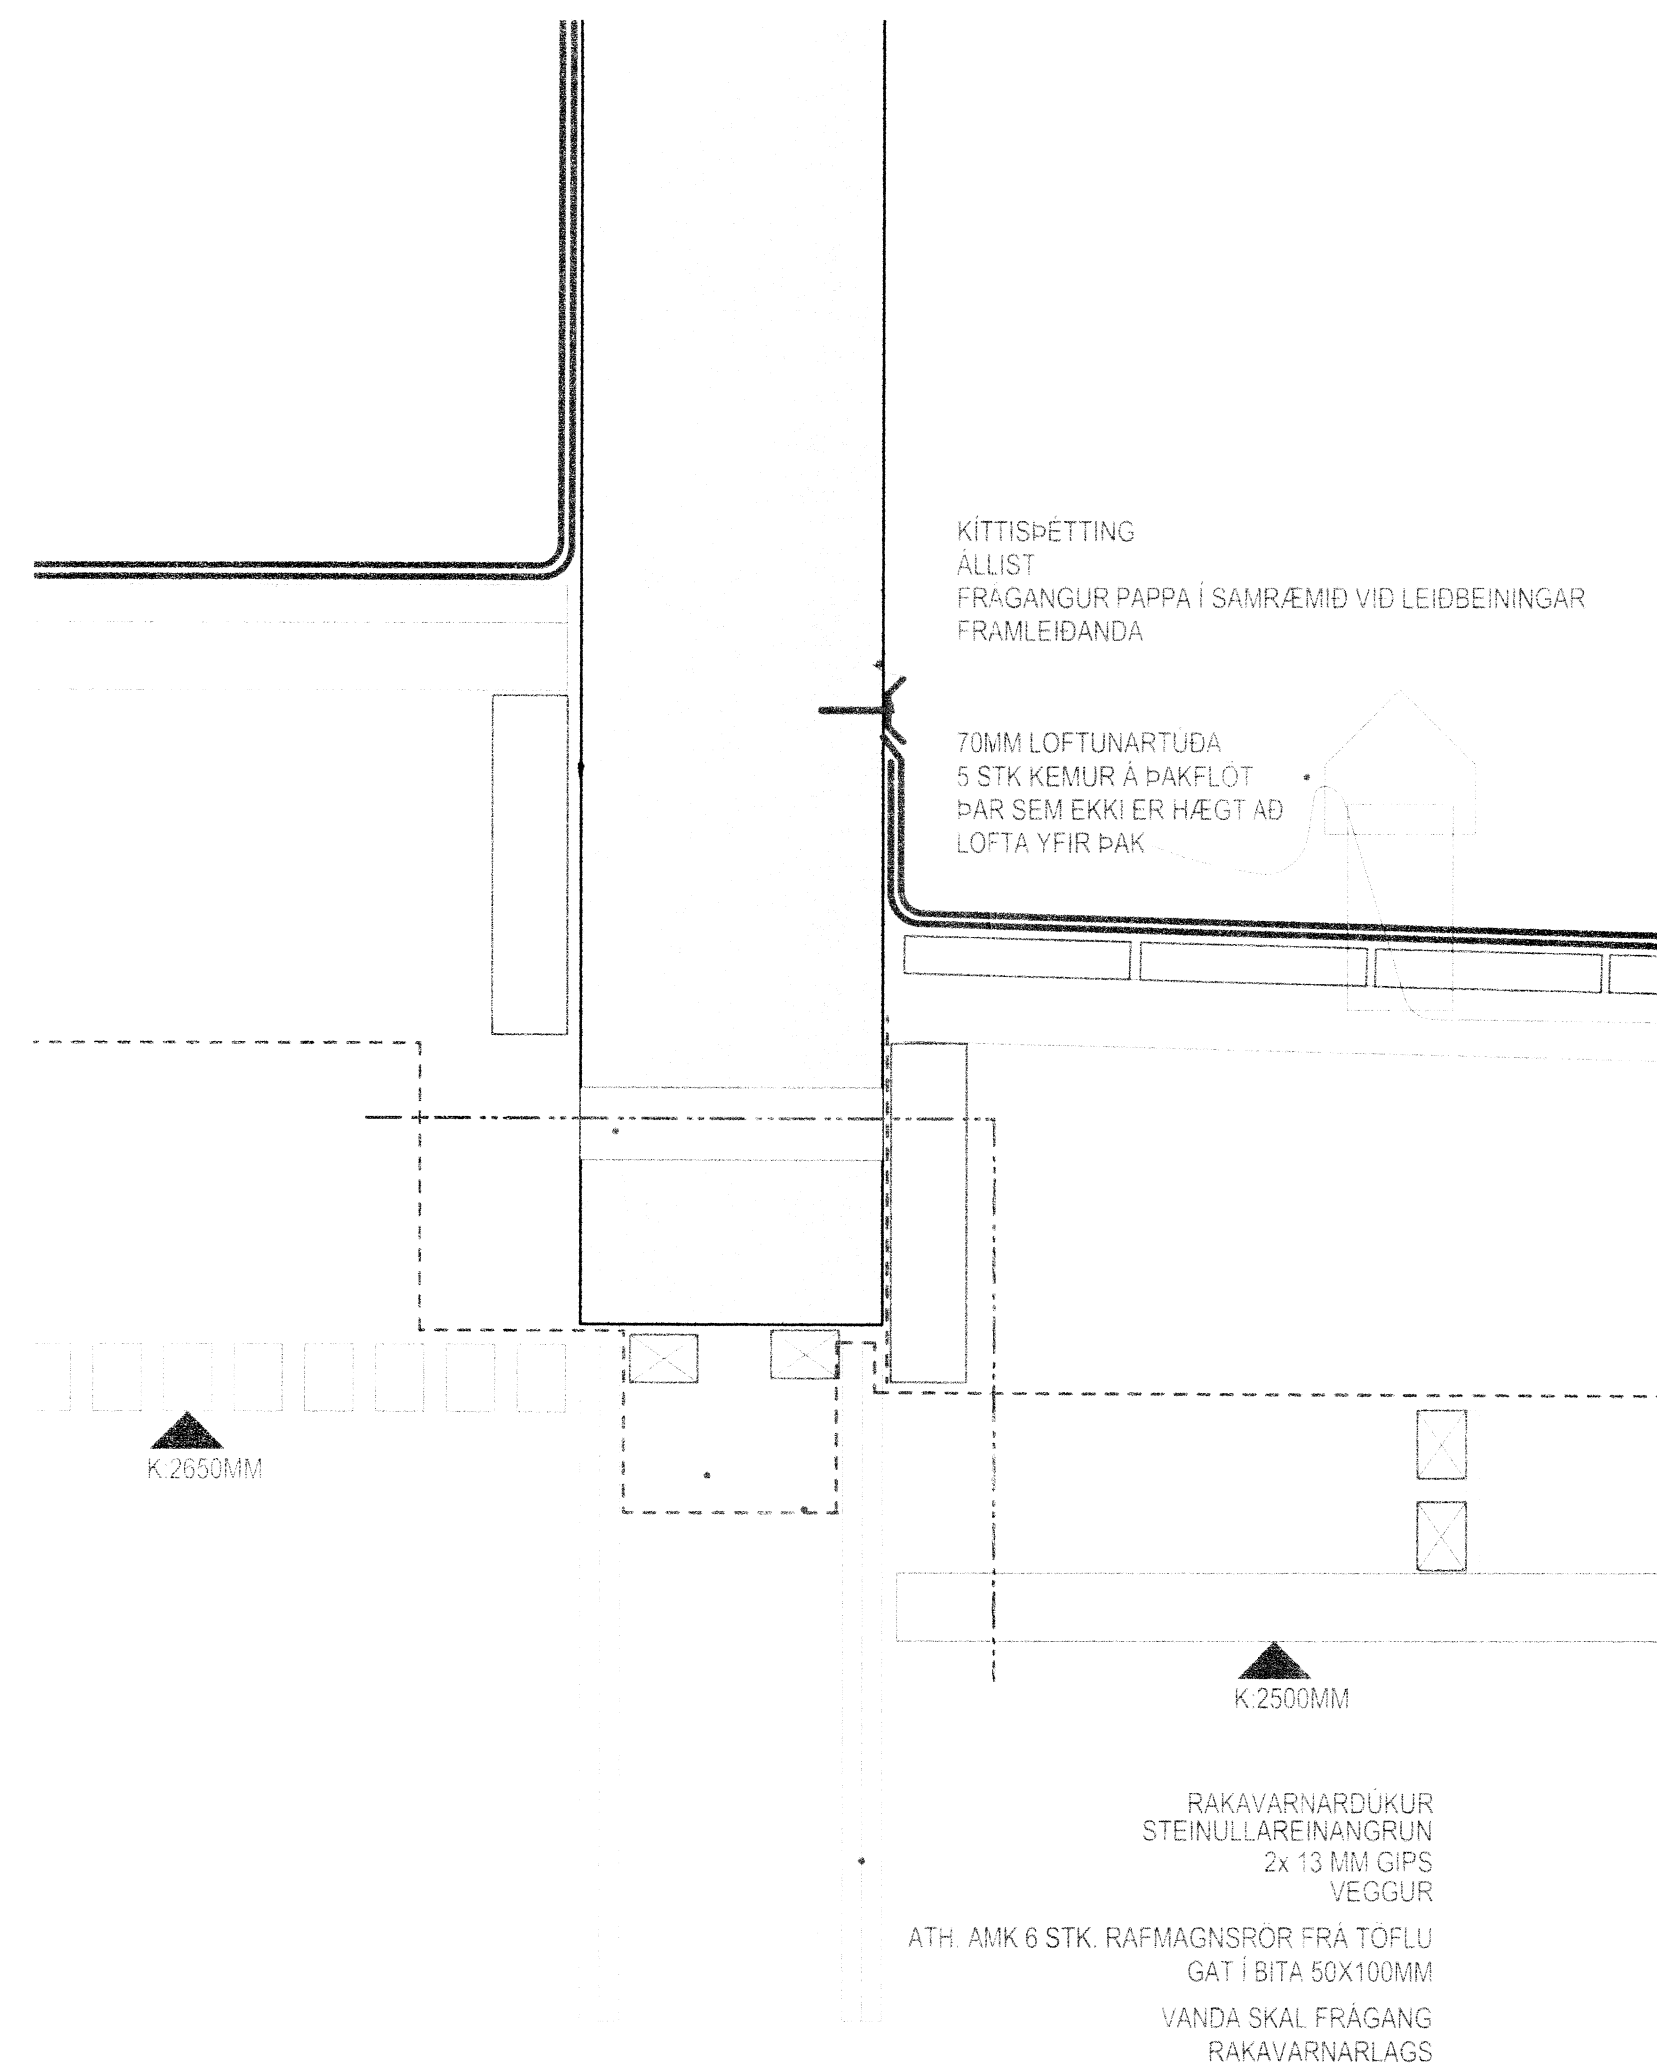 KÍTTISÞÉTTING
ÁLLIST
FRÁGANGUR PAPPA Í SAMRÆMIÐ VIÐ LEIÐBEININGAR
FRAMLEIÐANDA
70MM LOFTUNARTÚÐA
5 STK KEMUR Á ÞAKFLÖT
ÞAR SEM EKKI ER HÆGT AÐ
LOFTA YFIR ÞAK
K:2650MM
K:2500MM
RAKAVARNARDÚKUR
STEINULLAREINANGRUN
2x 13 MM GIPS
VEGGUR
ATH. AMK 6 STK. RAFMAGNSRÖR FRÁ TÖFLU
GAT Í BITA 50X100MM
VANDA SKAL FRÁGANG
RAKAVARNARLAGS